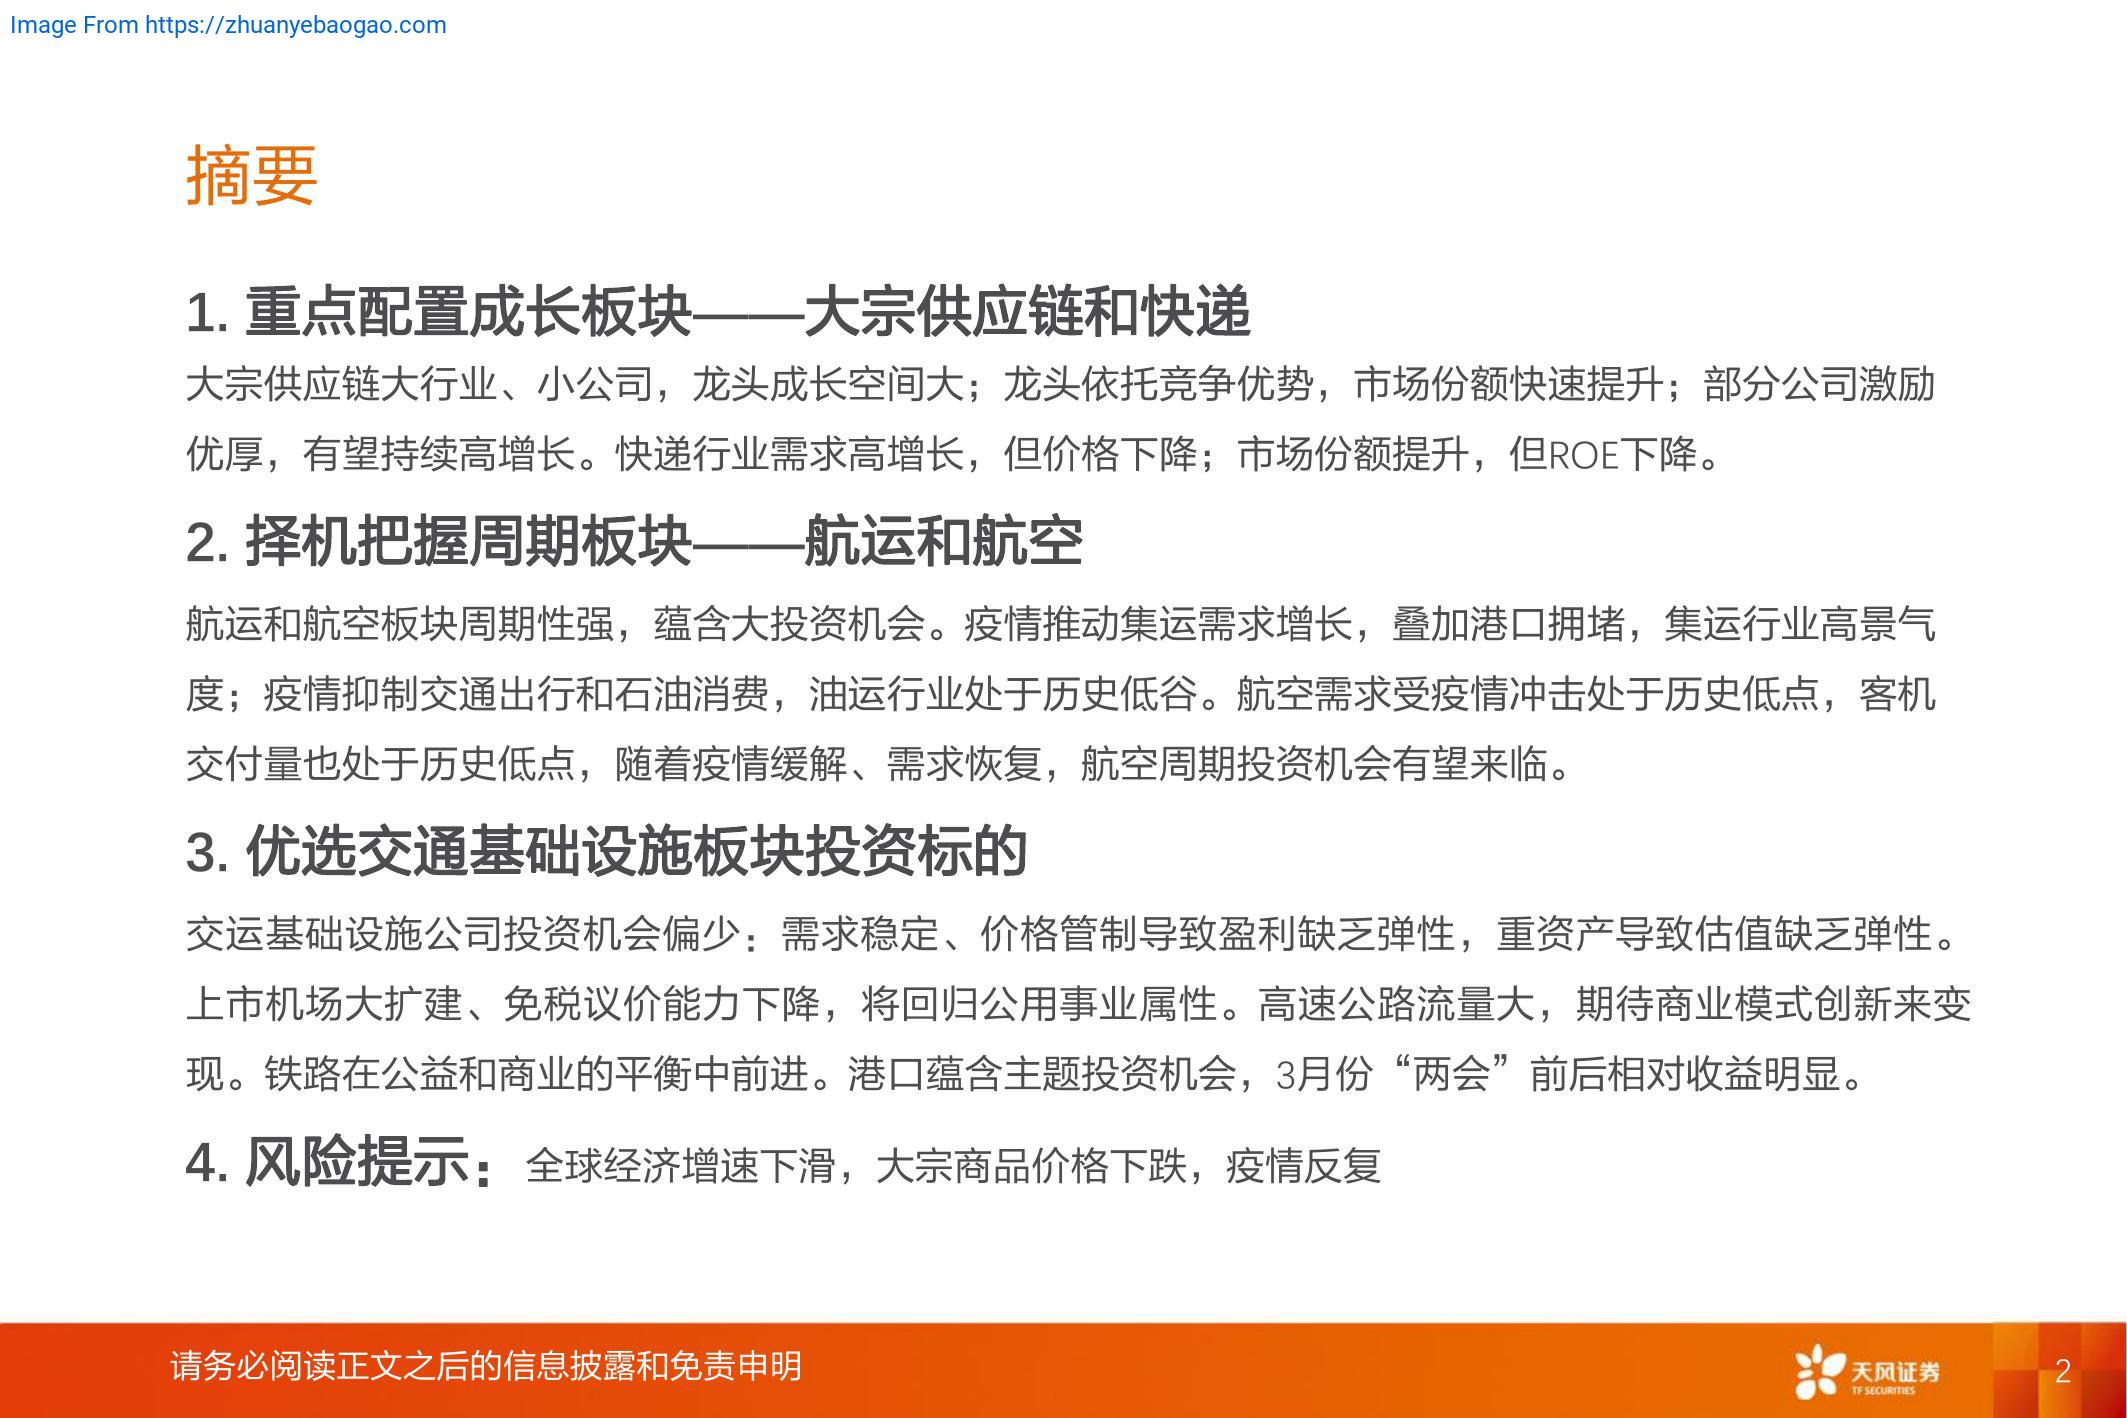 Image From https://zhuanyebaogao.com
摘要
1. 重点配置成长板块——大宗供应链和快递
大宗供应链大行业、小公司，龙头成长空间大；龙头依托竞争优势，市场份额快速提升；部分公司激励
优厚，有望持续高增长。快递行业需求高增长，但价格下降；市场份额提升，但ROE下降。
2. 择机把握周期板块——航运和航空
航运和航空板块周期性强，蕴含大投资机会。疫情推动集运需求增长，叠加港口拥堵，集运行业高景气
度；疫情抑制交通出行和石油消费，油运行业处于历史低谷。航空需求受疫情冲击处于历史低点，客机
交付量也处于历史低点，随着疫情缓解、需求恢复，航空周期投资机会有望来临。
3. 优选交通基础设施板块投资标的
交运基础设施公司投资机会偏少：需求稳定、价格管制导致盈利缺乏弹性，重资产导致估值缺乏弹性。
上市机场大扩建、免税议价能力下降，将回归公用事业属性。高速公路流量大，期待商业模式创新来变
现。铁路在公益和商业的平衡中前进。港口蕴含主题投资机会，3月份“两会”前后相对收益明显。
4. 风险提示：全球经济增速下滑，大宗商品价格下跌，疫情反复
请务必阅读正文之后的信息披露和免责申明
天风证券
TF SECURITIES
2